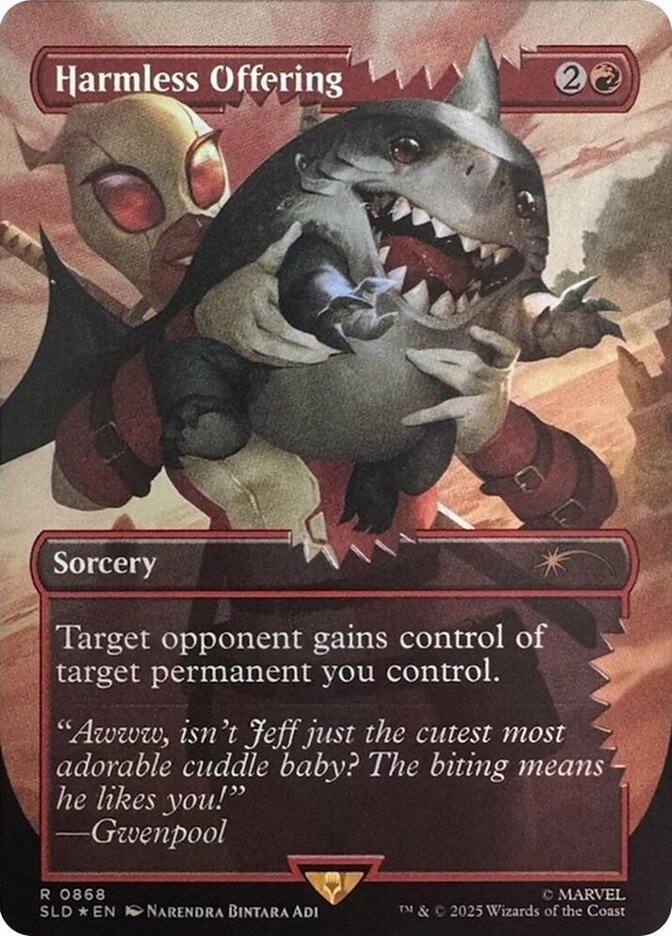 Harmless Offering 2
Sorcery
Target opponent gains control of
target permanent you control.
“Awww, isn’t Jeff just the cutest most
adorable cuddle baby? The biting means
he likes you!”
—Gwenpool
R 0868
© MARVEL
SLD ★ EN Narendra Bintara Adi
™ & © 2025 Wizards of the Coast